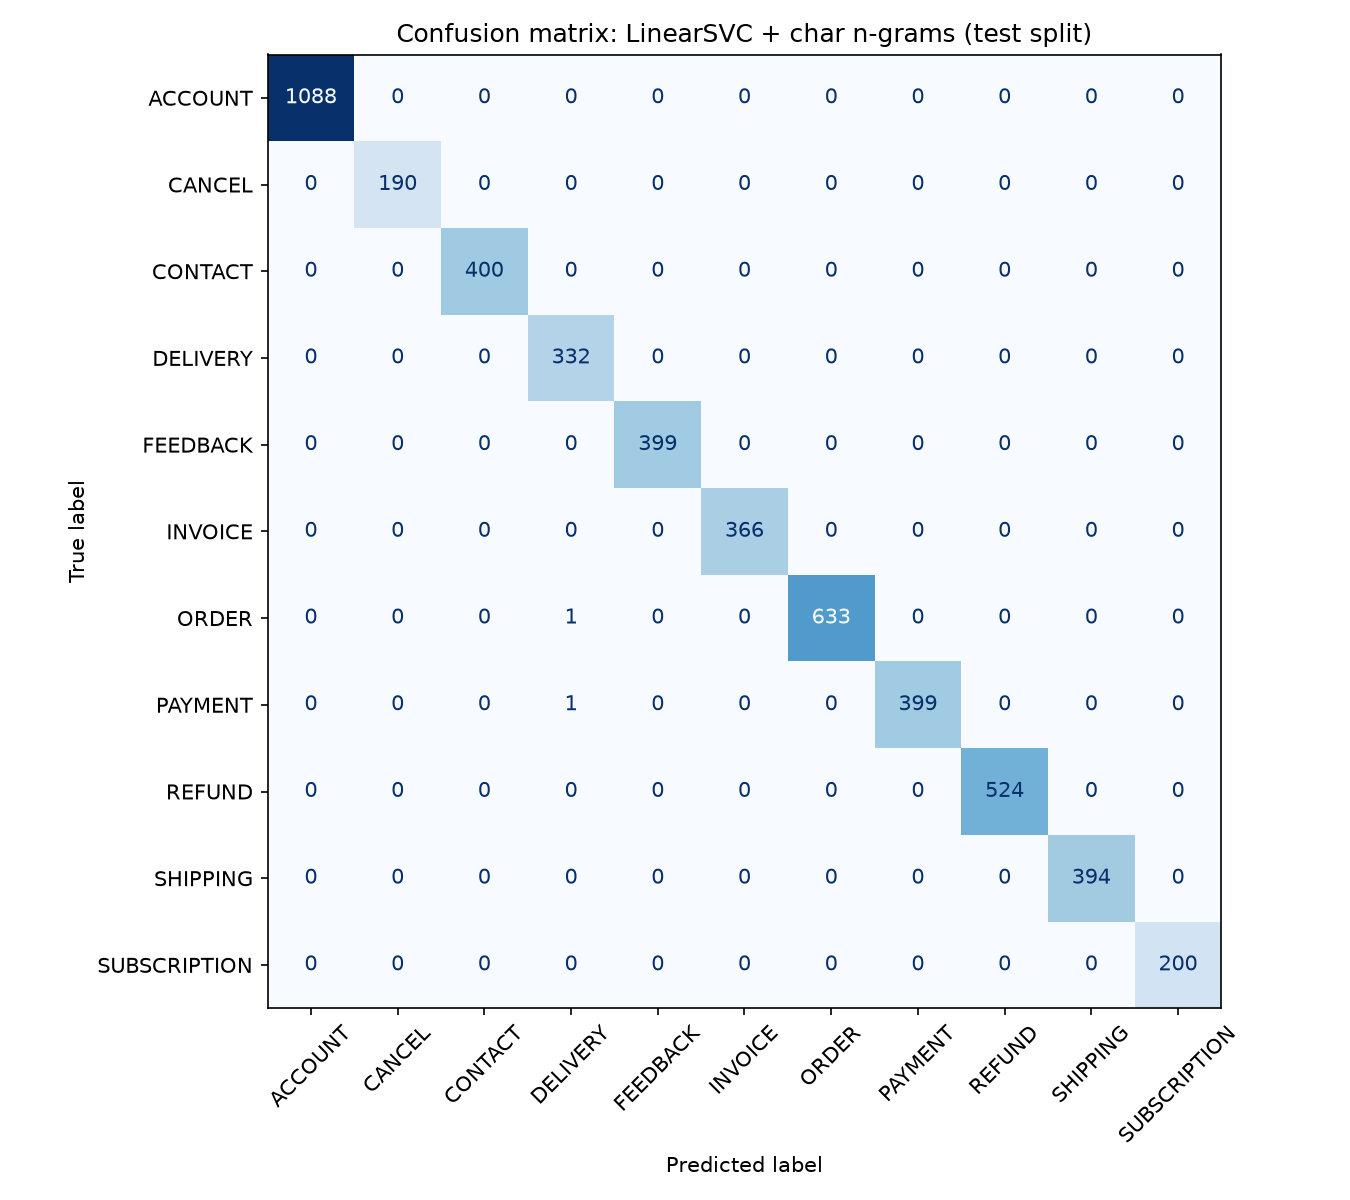 Confusion matrix: LinearSVC + char n-grams (test split)
ACCOUNT 1088 0 0 0 0 0 0 0 0 0 0
CANCEL 0 190 0 0 0 0 0 0 0 0 0
CONTACT 0 0 400 0 0 0 0 0 0 0 0
DELIVERY 0 0 0 332 0 0 0 0 0 0 0
FEEDBACK 0 0 0 0 399 0 0 0 0 0 0
INVOICE 0 0 0 0 0 366 0 0 0 0 0
ORDER 0 0 0 1 0 0 633 0 0 0 0
PAYMENT 0 0 0 1 0 0 0 399 0 0 0
REFUND 0 0 0 0 0 0 0 0 524 0 0
SHIPPING 0 0 0 0 0 0 0 0 0 394 0
SUBSCRIPTION 0 0 0 0 0 0 0 0 0 0 200
True label
ACCOUNT CANCEL CONTACT DELIVERY FEEDBACK INVOICE ORDER PAYMENT REFUND SHIPPING SUBSCRIPTION
Predicted label